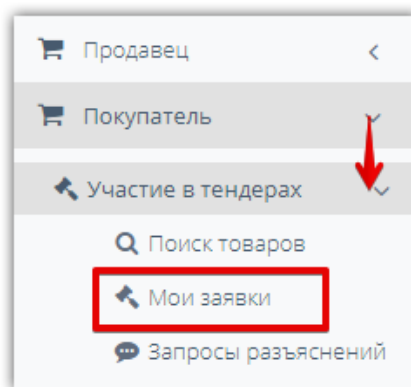 Продавец
Покупатель
Участие в тендерах
Поиск товаров
Мои заявки
Запросы разъяснений